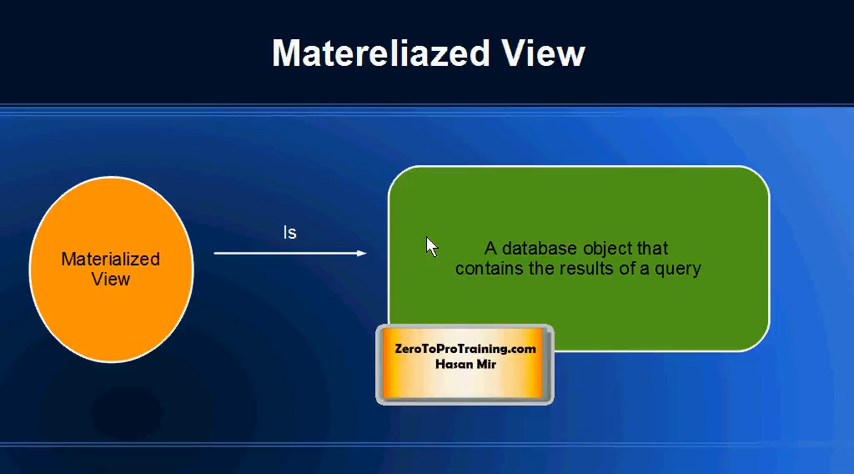 Matereliazed View
Materialized
View
Is
A database object that
contains the results of a query
ZeroToProTraining.com
Hasan Mir